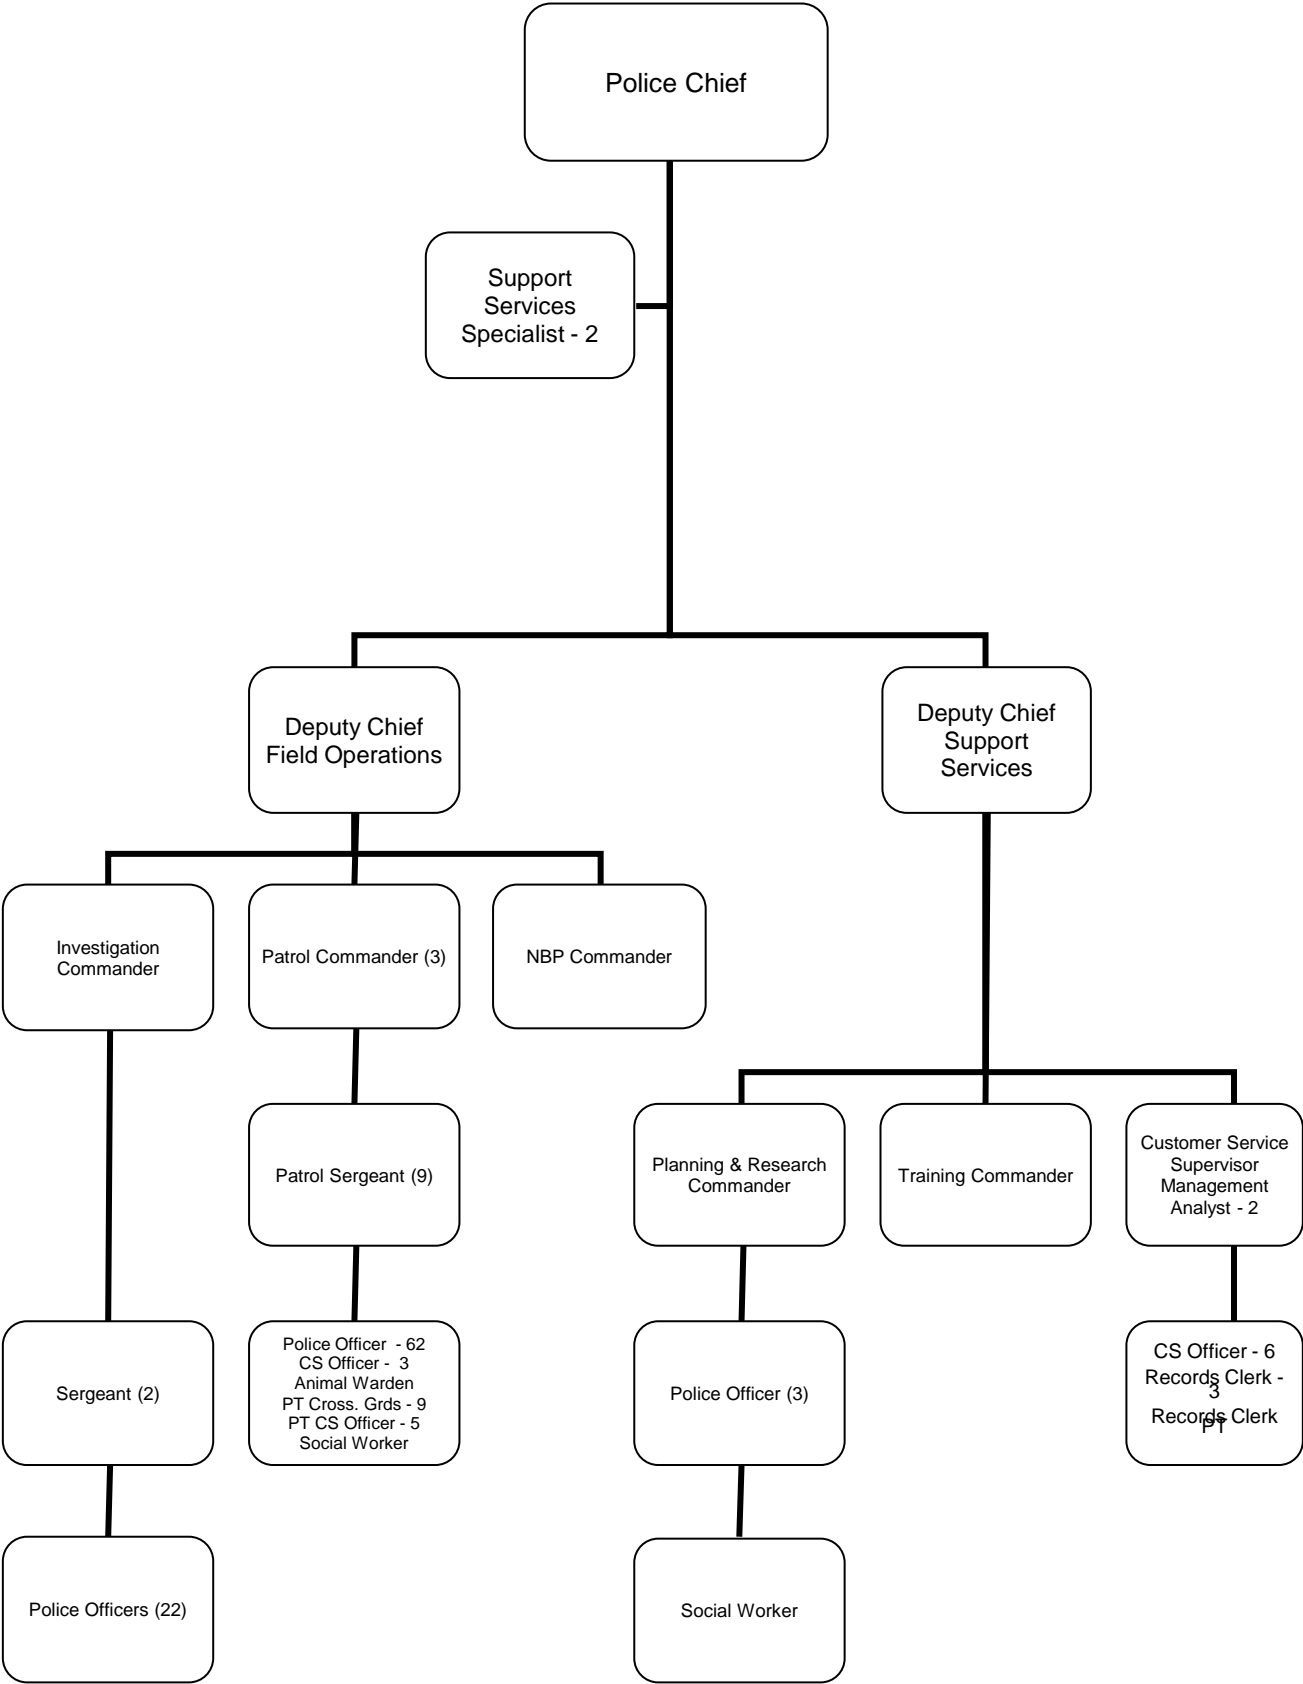 Police Chief
Support
Services
Specialist - 2
Deputy Chief
Field Operations
Deputy Chief
Support
Services
Investigation
Commander
Patrol Commander (3)
NBP Commander
Patrol Sergeant (9)
Planning & Research
Commander
Training Commander
Customer Service
Supervisor
Management
Analyst - 2
Sergeant (2)
Police Officer - 62
CS Officer - 3
Animal Warden
PT Cross. Grds - 9
PT CS Officer - 5
Social Worker
Police Officer (3)
CS Officer - 6
Records Clerk -
3
Records Clerk
PT
Police Officers (22)
Social Worker